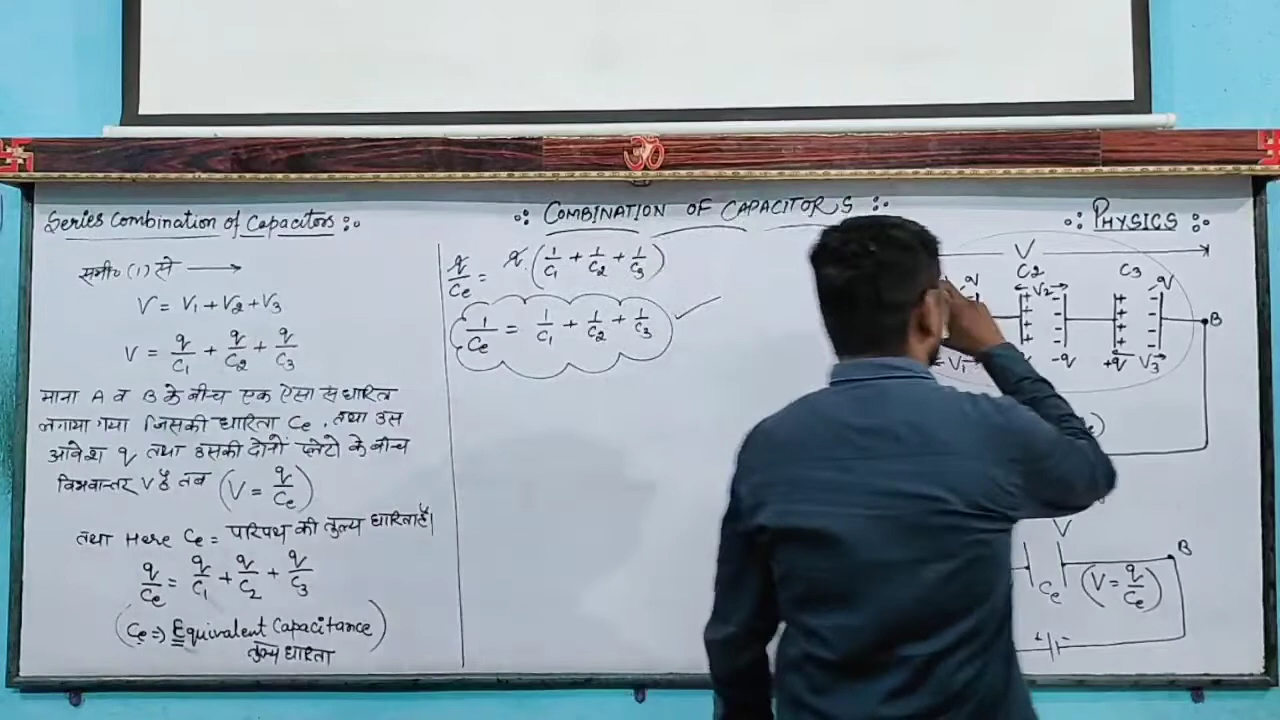 Series Combination of Capacitors :.
समी० (1) से →
V = V₁ + V₂ + V₃
V = q/C₁ + q/C₂ + q/C₃
माना A व B के बीच एक ऐसा संधारित्र
लगाया गया जिसकी धारिता Ce, तथा उस
आवेश q तथा उसकी दोनों प्लेटो के बीच
विभवान्तर V है तब (V = q/Ce)
तथा Here Ce = परिपथ की तुल्य धारिता है।
q/Ce = q/C₁ + q/C₂ + q/C₃
(Ce => Equivalent Capacitance)
तुल्य धारिता
ॐ
.: COMBINATION OF CAPACITORS :.
q/Ce = q (1/C₁ + 1/C₂ + 1/C₃)
1/Ce = 1/C₁ + 1/C₂ + 1/C₃
.: PHYSICS :.
V
C2 C3
-q V₂ -q
B
V₁ -q +q V₃
V
B
Ce (V = q/Ce)
+ -